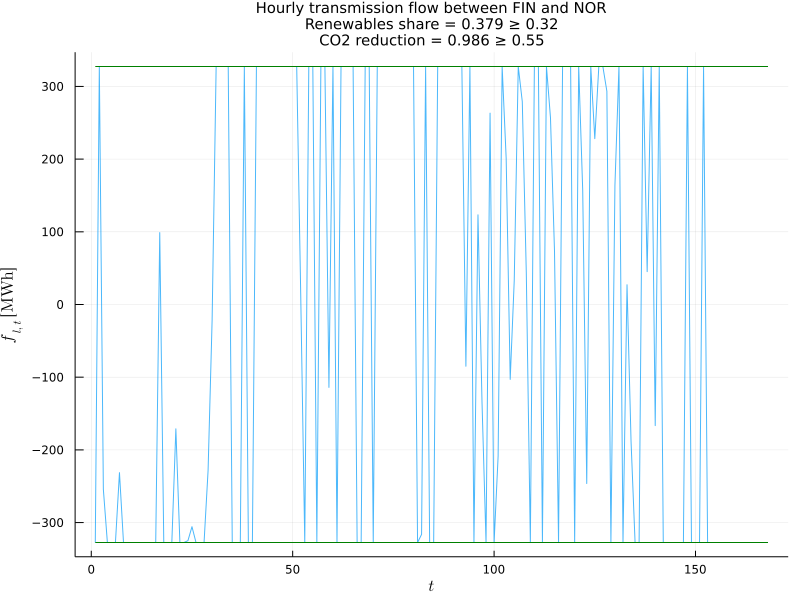 Hourly transmission flow between FIN and NOR
Renewables share = 0.379 ≥ 0.32
CO2 reduction = 0.986 ≥ 0.55
300
200
100
0
−100
−200
−300
f_{l,t} [MWh]
0 50 100 150
t